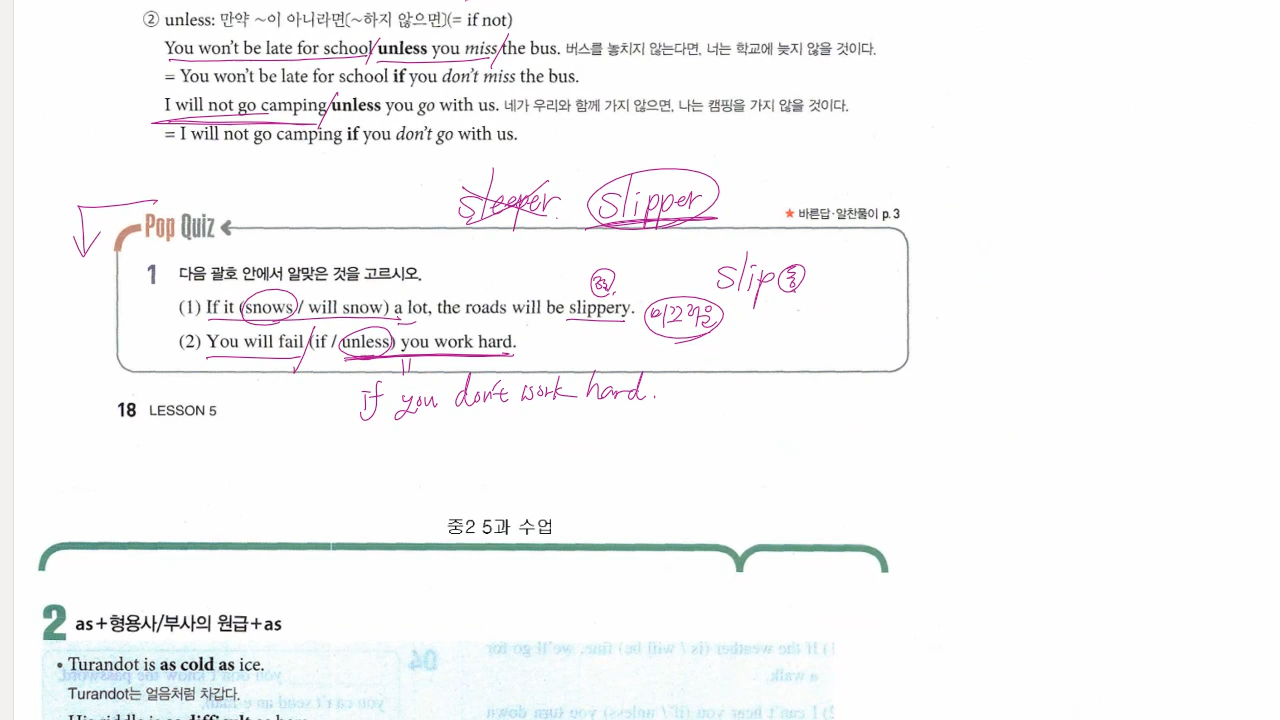 ② unless: 만약 ~이 아니라면[~하지 않으면](= if not)
You won't be late for school unless you miss the bus. 버스를 놓치지 않는다면, 너는 학교에 늦지 않을 것이다.
= You won't be late for school if you don't miss the bus.
I will not go camping unless you go with us. 네가 우리와 함께 가지 않으면, 나는 캠핑을 가지 않을 것이다.
= I will not go camping if you don't go with us.
sleeper. slipper
Pop Quiz
★ 바른답·알찬풀이 p. 3
1 다음 괄호 안에서 알맞은 것을 고르시오.
slip 동
형
(1) If it (snows / will snow) a lot, the roads will be slippery.
미끄러운
(2) You will fail (if / unless) you work hard.
If you don't work hard.
18 LESSON 5
중2 5과 수업
2 as+형용사/부사의 원급+as
• Turandot is as cold as ice.
Turandot는 얼음처럼 차갑다.